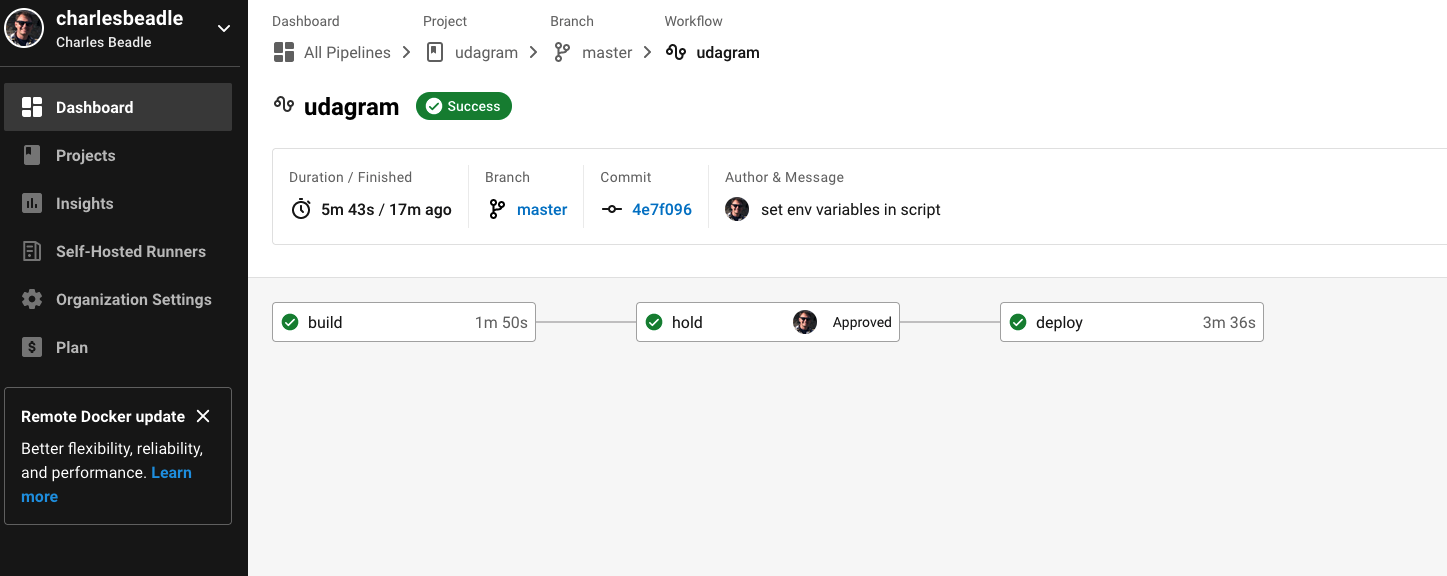 charlesbeadle
Charles Beadle
Dashboard
Projects
Insights
Self-Hosted Runners
Organization Settings
Plan
Remote Docker update
Better flexibility, reliability,
and performance. Learn
more
Dashboard Project Branch Workflow
All Pipelines udagram master udagram
udagram Success
Duration / Finished Branch Commit Author & Message
5m 43s / 17m ago master 4e7f096 set env variables in script
build 1m 50s hold Approved deploy 3m 36s